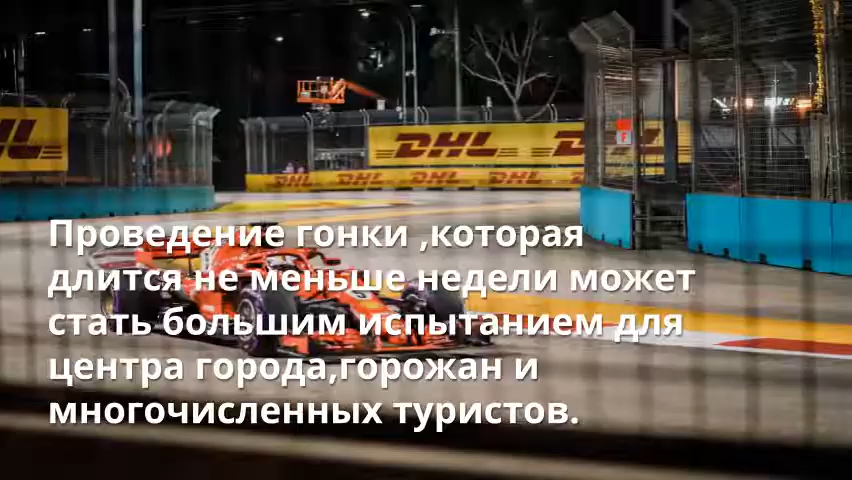 DHL
DHL
DHL DHL DHL DHL
F
Проведение гонки ,которая
длится не меньше недели может
стать большим испытанием для
центра города,горожан и
многочисленных туристов.